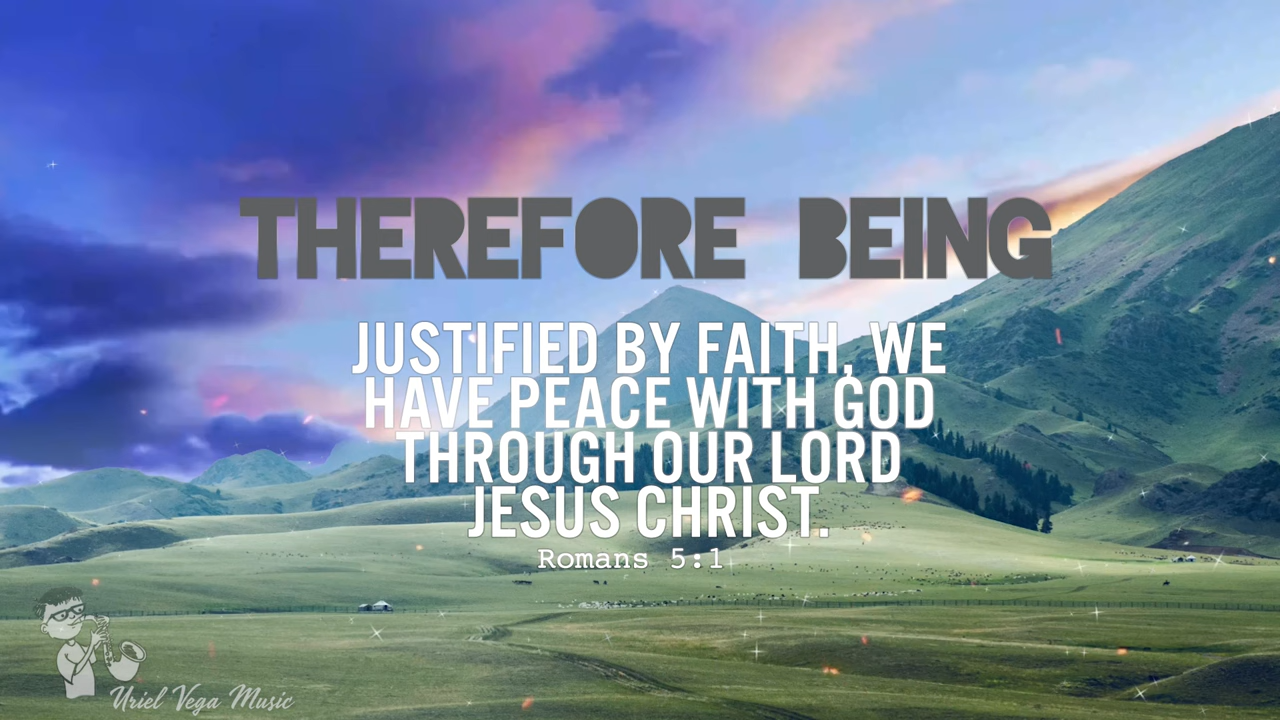 THEREFORE BEING
JUSTIFIED BY FAITH, WE
HAVE PEACE WITH GOD
THROUGH OUR LORD
JESUS CHRIST.
Romans 5:1
Uriel Vega Music